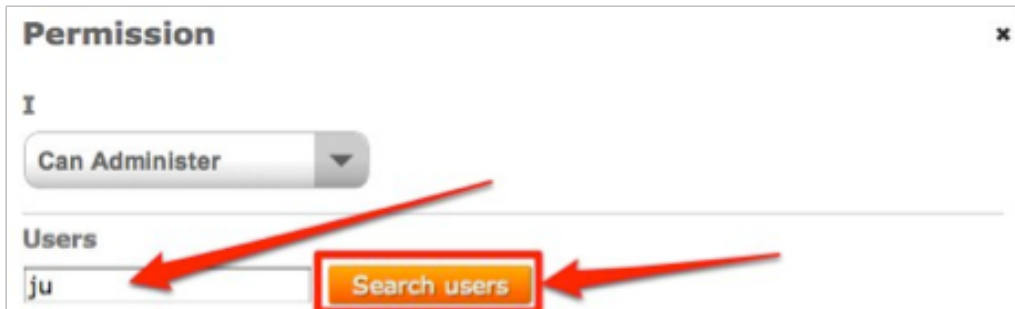 Permission
I
Can Administer
Users
ju
Search users